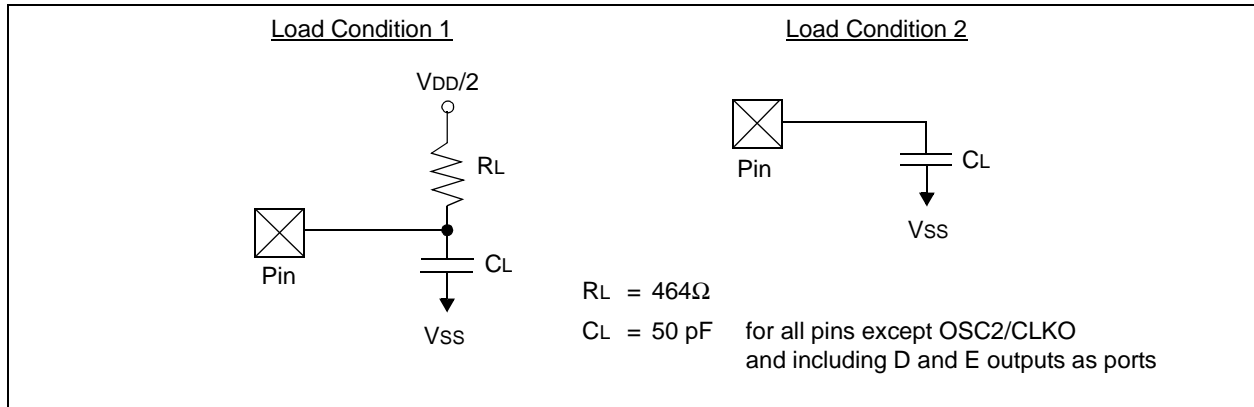 Load Condition 1
VDD/2
RL
Pin
CL
VSS
Load Condition 2
Pin
CL
VSS
RL = 464Ω
CL = 50 pF for all pins except OSC2/CLKO
and including D and E outputs as ports